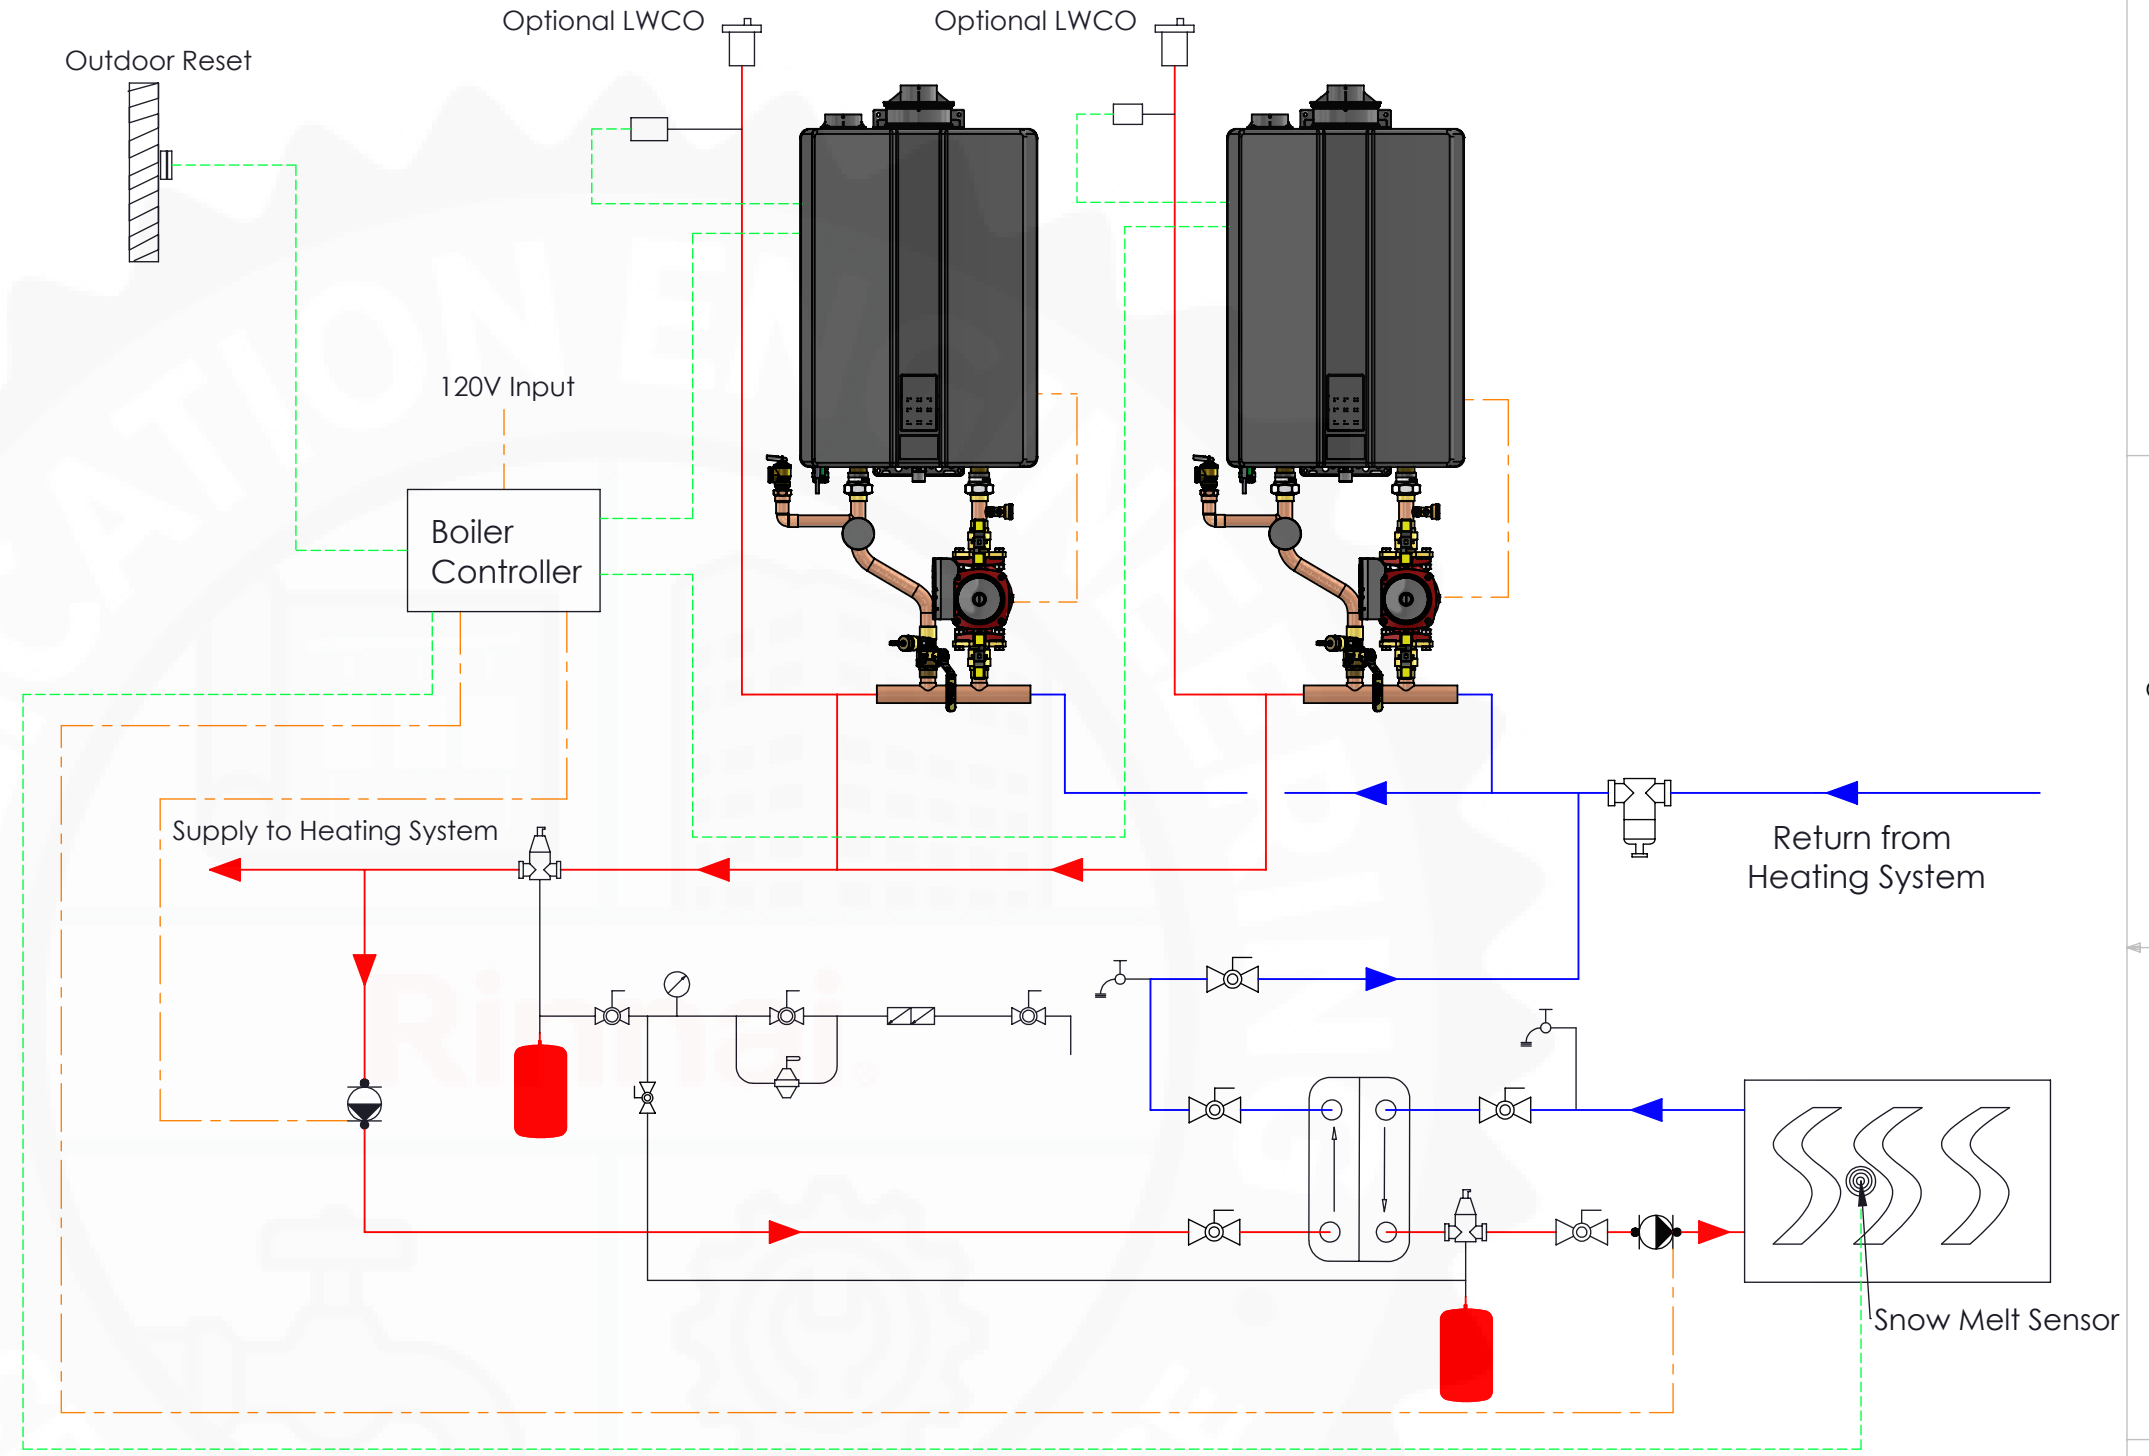 Optional LWCO
Optional LWCO
Outdoor Reset
120V Input
Boiler
Controller
Supply to Heating System
Return from
Heating System
Rinnai
Snow Melt Sensor